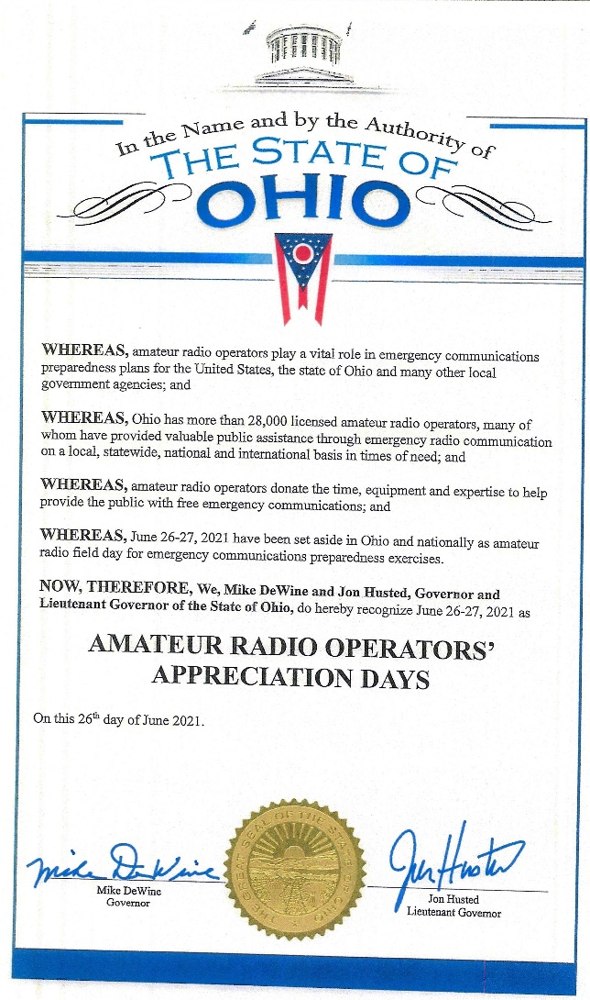 In the Name and by the Authority of
THE STATE OF
OHIO
WHEREAS, amateur radio operators play a vital role in emergency communications
preparedness plans for the United States, the state of Ohio and many other local
government agencies; and
WHEREAS, Ohio has more than 28,000 licensed amateur radio operators, many of
whom have provided valuable public assistance through emergency radio communication
on a local, statewide, national and international basis in times of need; and
WHEREAS, amateur radio operators donate the time, equipment and expertise to help
provide the public with free emergency communications; and
WHEREAS, June 26-27, 2021 have been set aside in Ohio and nationally as amateur
radio field day for emergency communications preparedness exercises.
NOW, THEREFORE, We, Mike DeWine and Jon Husted, Governor and
Lieutenant Governor of the State of Ohio, do hereby recognize June 26-27, 2021 as
AMATEUR RADIO OPERATORS’
APPRECIATION DAYS
On this 26th day of June 2021.
THE GREAT SEAL OF THE STATE OF OHIO
Mike DeWine
Mike DeWine
Governor
Jon Husted
Jon Husted
Lieutenant Governor